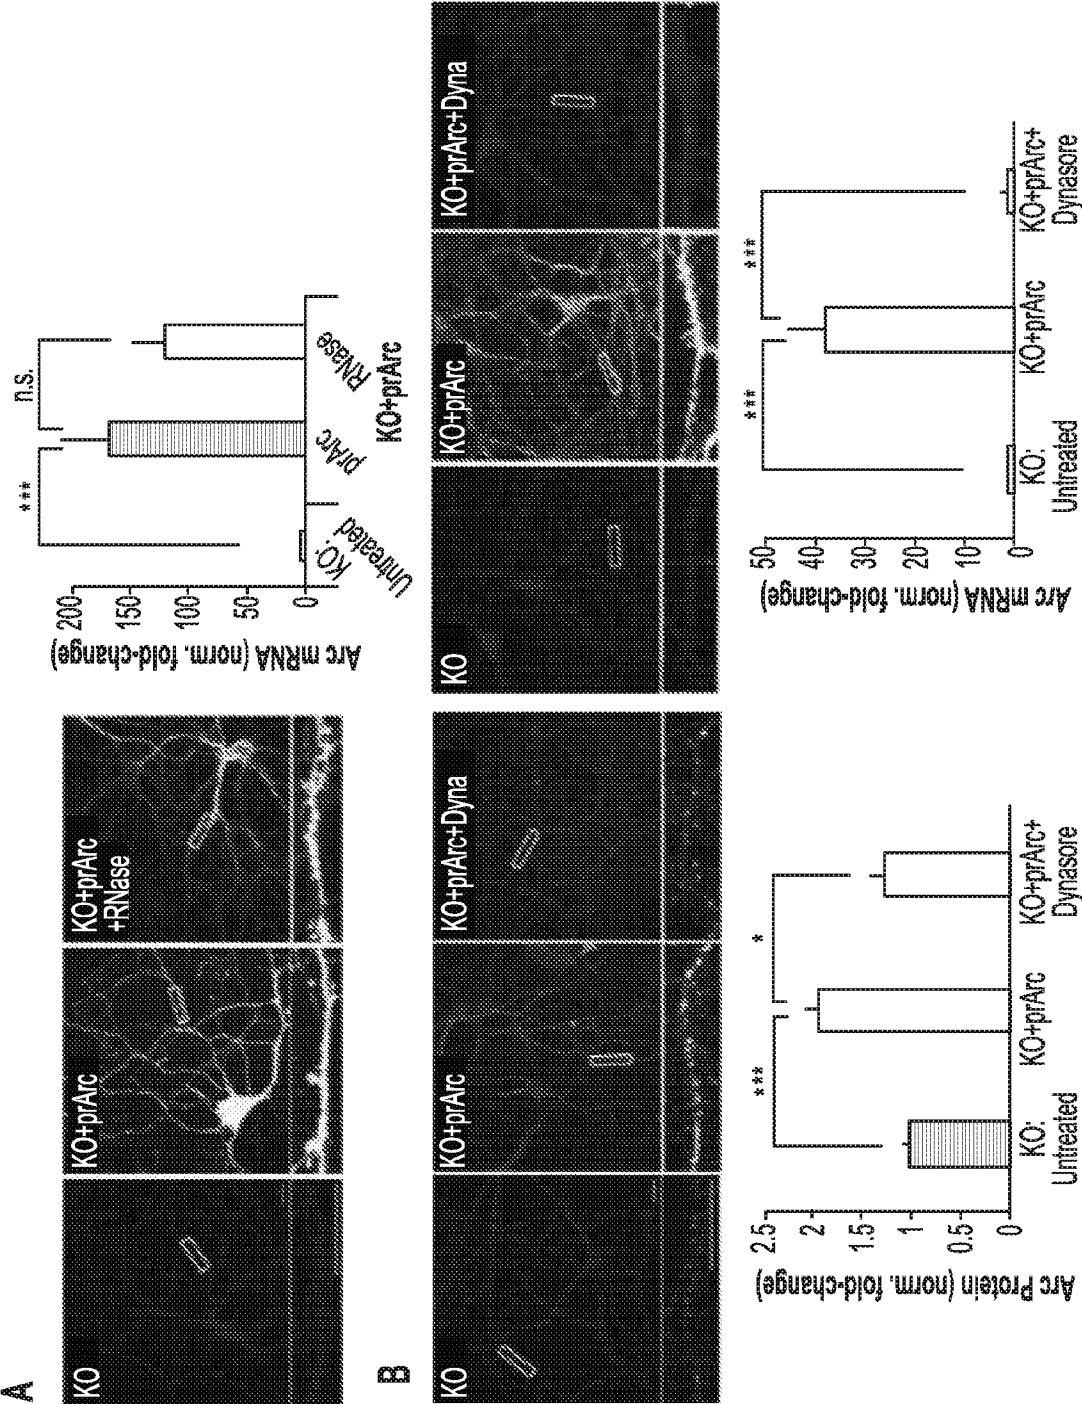 A
KO
KO+prArc
KO+prArc
+RNase
Arc mRNA (norm. fold-change)
200
150
100
50
0
***
n.s.
KO:
Untreated
prArc
RNase
KO+prArc
B
KO
KO+prArc
KO+prArc+Dyna
KO
KO+prArc
KO+prArc+Dyna
Arc Protein (norm. fold-change)
2.5
2
1.5
1
0.5
0
***
*
KO:
Untreated
KO+prArc
KO+prArc+
Dynasore
Arc mRNA (norm. fold-change)
50
40
30
20
10
0
***
***
KO:
Untreated
KO+prArc
KO+prArc+
Dynasore